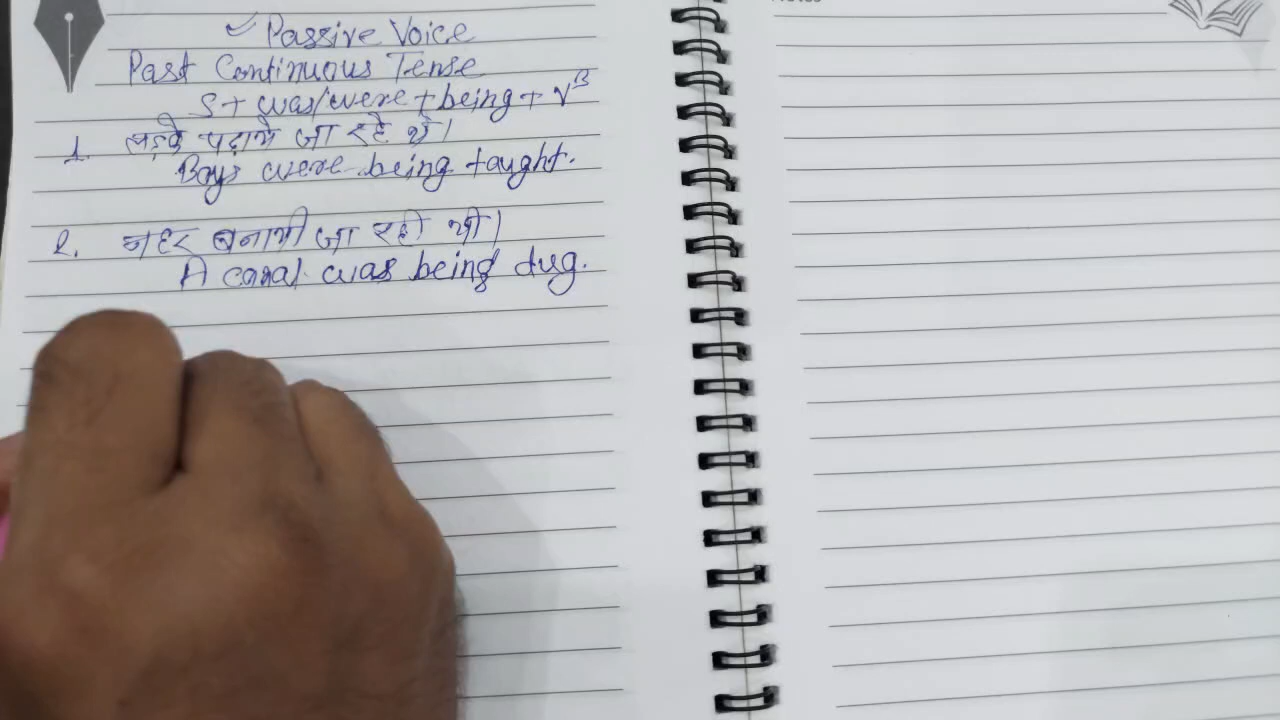 ✓ Passive Voice
Past Continuous Tense
S + was/were + being + V³
1. लड़के पढ़ाये जा रहे थे।
Boys were being taught.
2. नहर बनायी जा रही थी।
A canal was being dug.